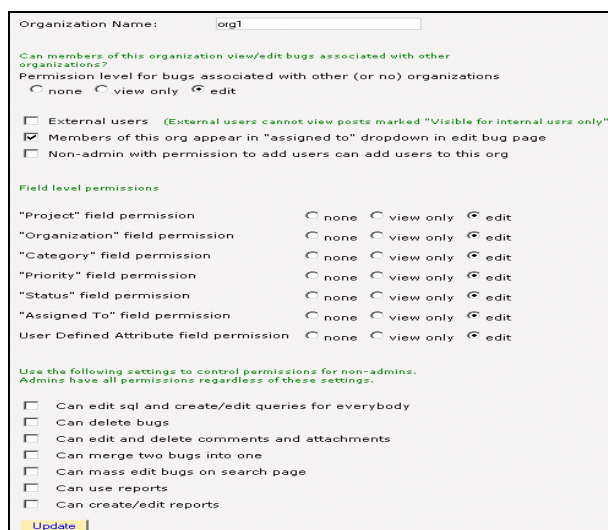 Organization Name: org1
Can members of this organization view/edit bugs associated with other
organizations?
Permission level for bugs associated with other (or no) organizations
none view only edit
External users (External users cannot view posts marked "Visible for internal usrs only"
Members of this org appear in "assigned to" dropdown in edit bug page
Non-admin with permission to add users can add users to this org
Field level permissions
"Project" field permission none view only edit
"Organization" field permission none view only edit
"Category" field permission none view only edit
"Priority" field permission none view only edit
"Status" field permission none view only edit
"Assigned To" field permission none view only edit
User Defined Attribute field permission none view only edit
Use the following settings to control permissions for non-admins.
Admins have all permissions regardless of these settings.
Can edit sql and create/edit queries for everybody
Can delete bugs
Can edit and delete comments and attachments
Can merge two bugs into one
Can mass edit bugs on search page
Can use reports
Can create/edit reports
Update